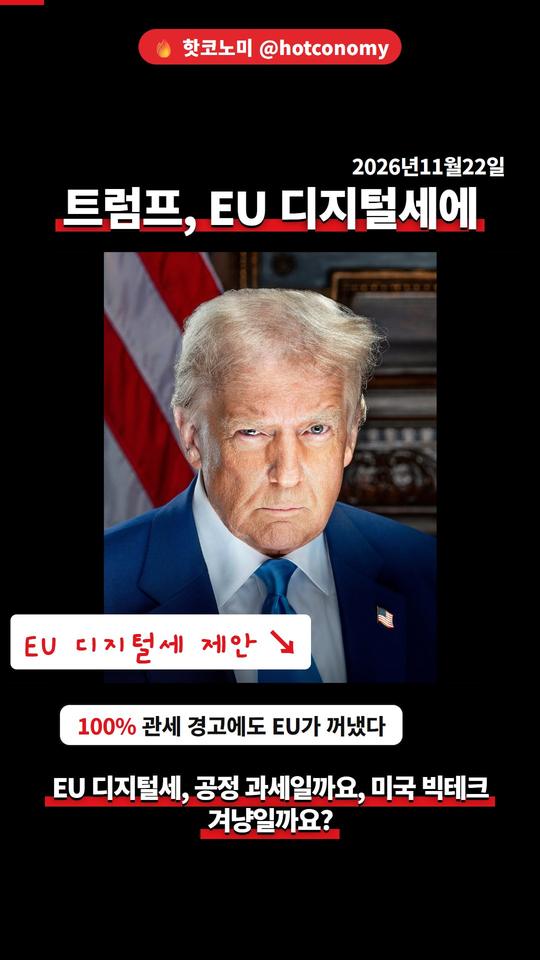 🔥 핫코노미 @hotconomy
2026년11월22일
트럼프, EU 디지털세에
EU 디지털세 제안 ↘
100% 관세 경고에도 EU가 꺼냈다
EU 디지털세, 공정 과세일까요, 미국 빅테크
겨냥일까요?